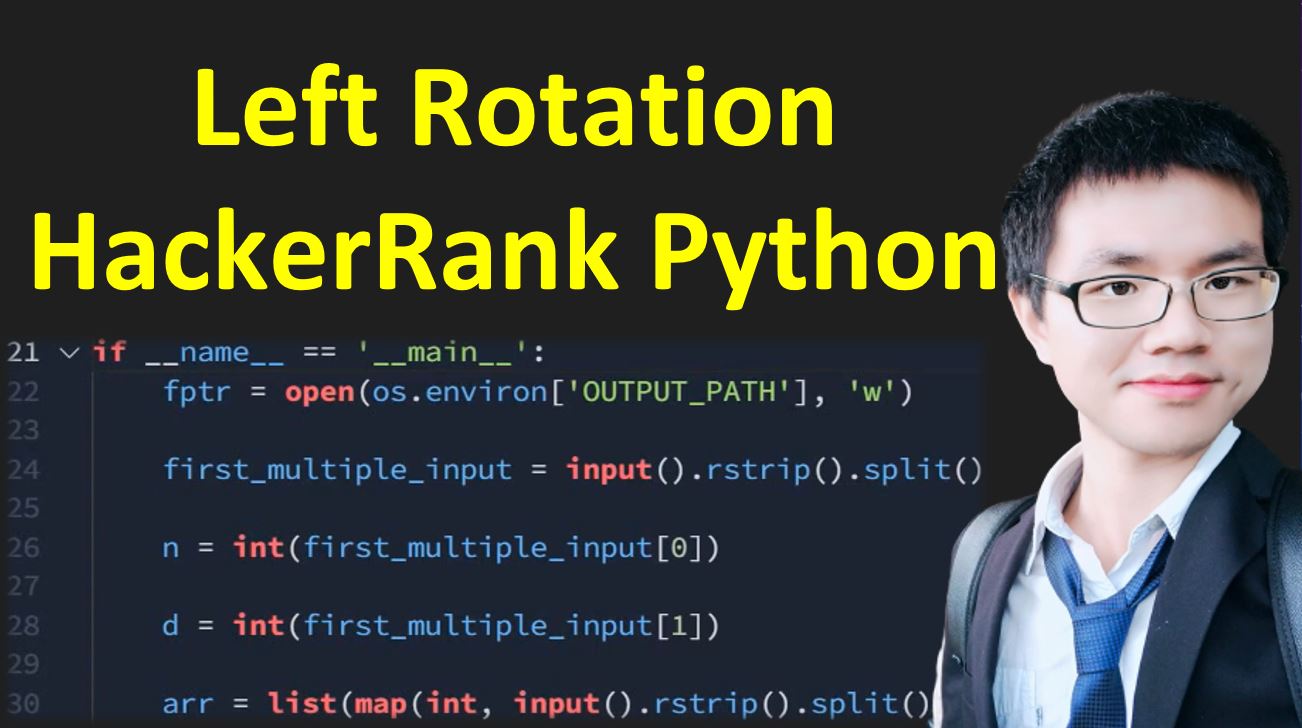 Left Rotation
HackerRank Python
21 if __name__ == '__main__':
22 fptr = open(os.environ['OUTPUT_PATH'], 'w')
23
24 first_multiple_input = input().rstrip().split()
25
26 n = int(first_multiple_input[0])
27
28 d = int(first_multiple_input[1])
29
30 arr = list(map(int, input().rstrip().split()